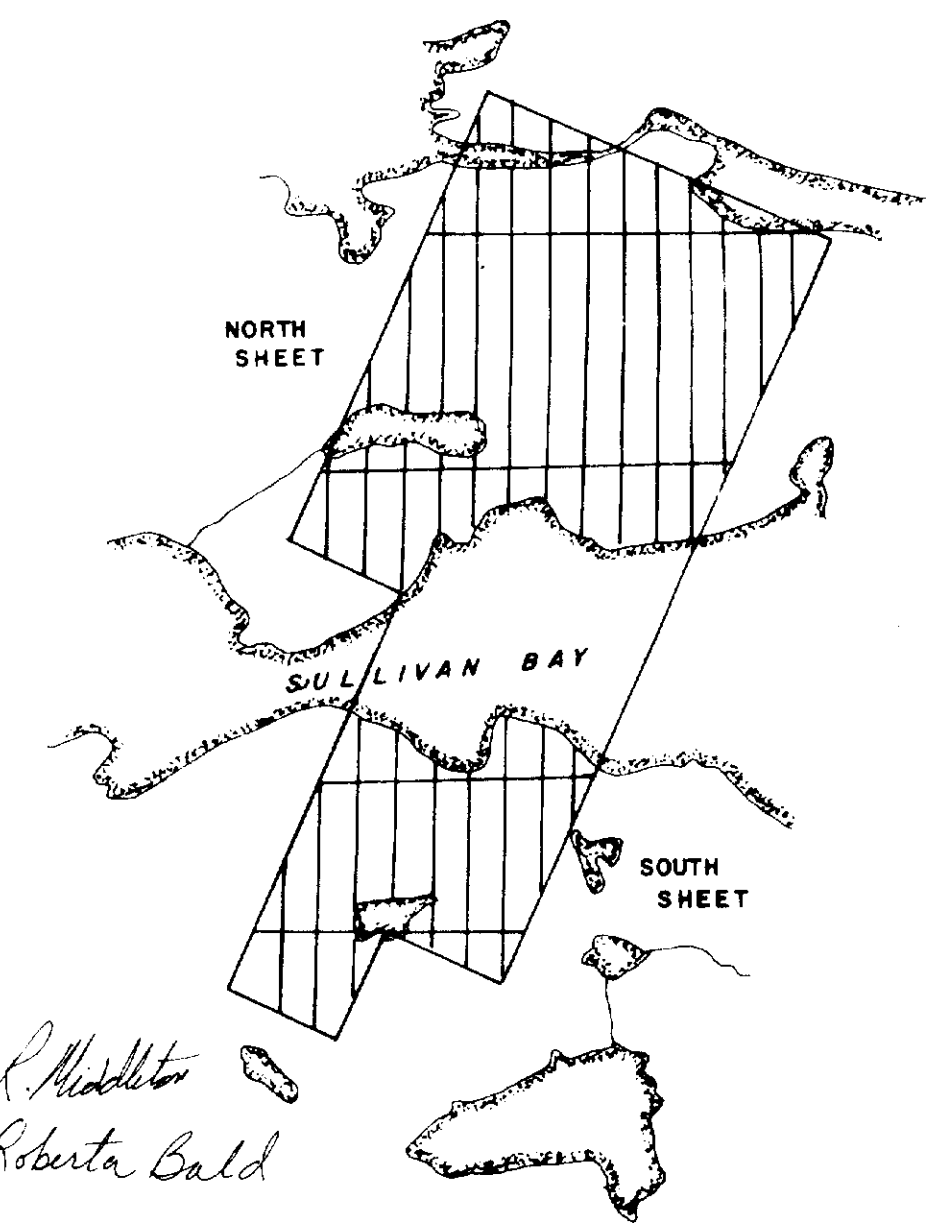 NORTH
SHEET
SULLIVAN BAY
SOUTH
SHEET
R. Middleton
Roberta Bald